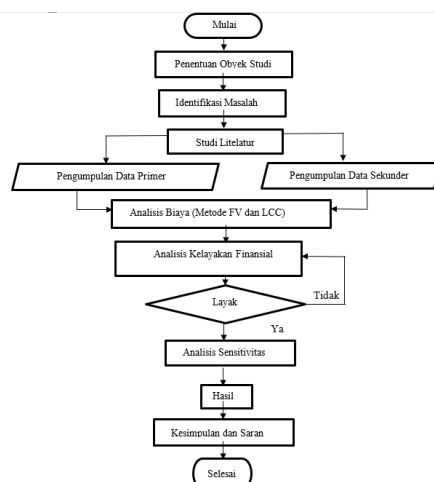 Mulai
Penentuan Obyek Studi
Identifikasi Masalah
Studi Litelatur
Pengumpulan Data Primer
Pengumpulan Data Sekunder
Analisis Biaya (Metode FV dan LCC)
Analisis Kelayakan Finansial
Layak
Tidak
Ya
Analisis Sensitivitas
Hasil
Kesimpulan dan Saran
Selesai